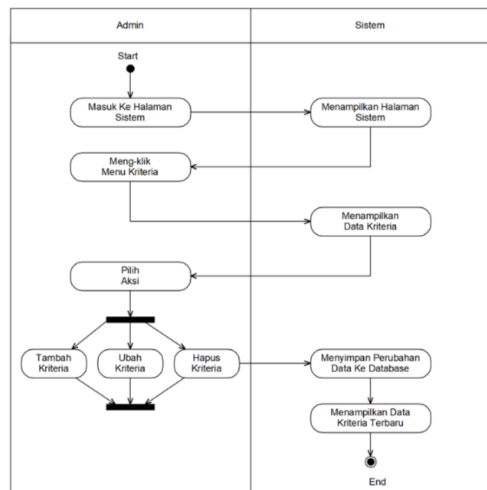 Admin
Sistem
Start
Masuk Ke Halaman
Sistem
Menampilkan Halaman
Sistem
Meng-klik
Menu Kriteria
Menampilkan
Data Kriteria
Pilih
Aksi
Tambah
Kriteria
Ubah
Kriteria
Hapus
Kriteria
Menyimpan Perubahan
Data Ke Database
Menampilkan Data
Kriteria Terbaru
End